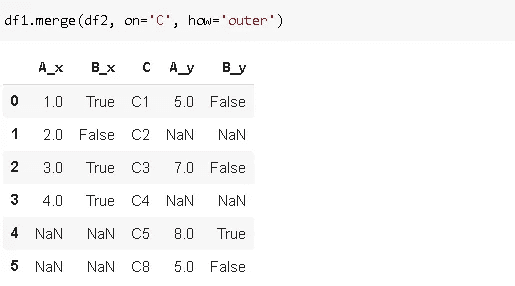 df1.merge(df2, on='C', how='outer')
A_x B_x C A_y B_y
0 1.0 True C1 5.0 False
1 2.0 False C2 NaN NaN
2 3.0 True C3 7.0 False
3 4.0 True C4 NaN NaN
4 NaN NaN C5 8.0 True
5 NaN NaN C8 5.0 False